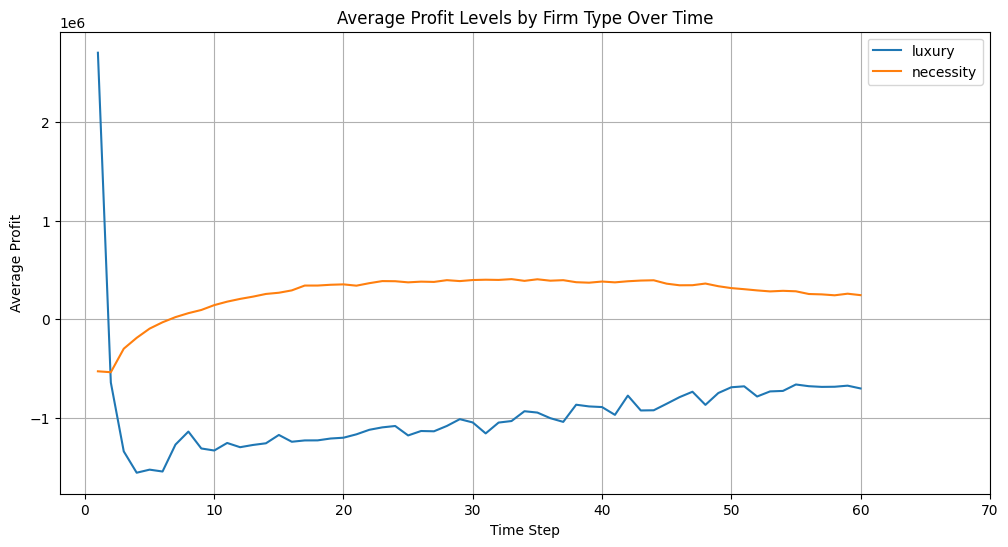 Average Profit Levels by Firm Type Over Time
1e6
luxury
necessity
2
1
0
−1
Average Profit
0 10 20 30 40 50 60 70
Time Step